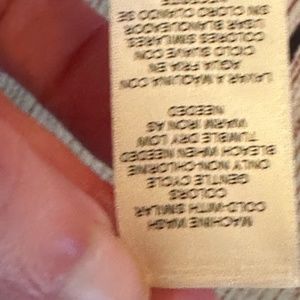 MACHINE WASH
COLD-WITH SIMILAR
COLORS
GENTLE CYCLE
ONLY NON-CHLORINE
BLEACH WHEN NEEDED
TUMBLE DRY LOW
WARM IRON AS
NEEDED
LAVAR A MAQUINA CON
AGUA FRIA EN
CICLO SUAVE CON
COLORES SIMILARES
USAR BLANQUEADOR
SIN CLORO CUANDO SE